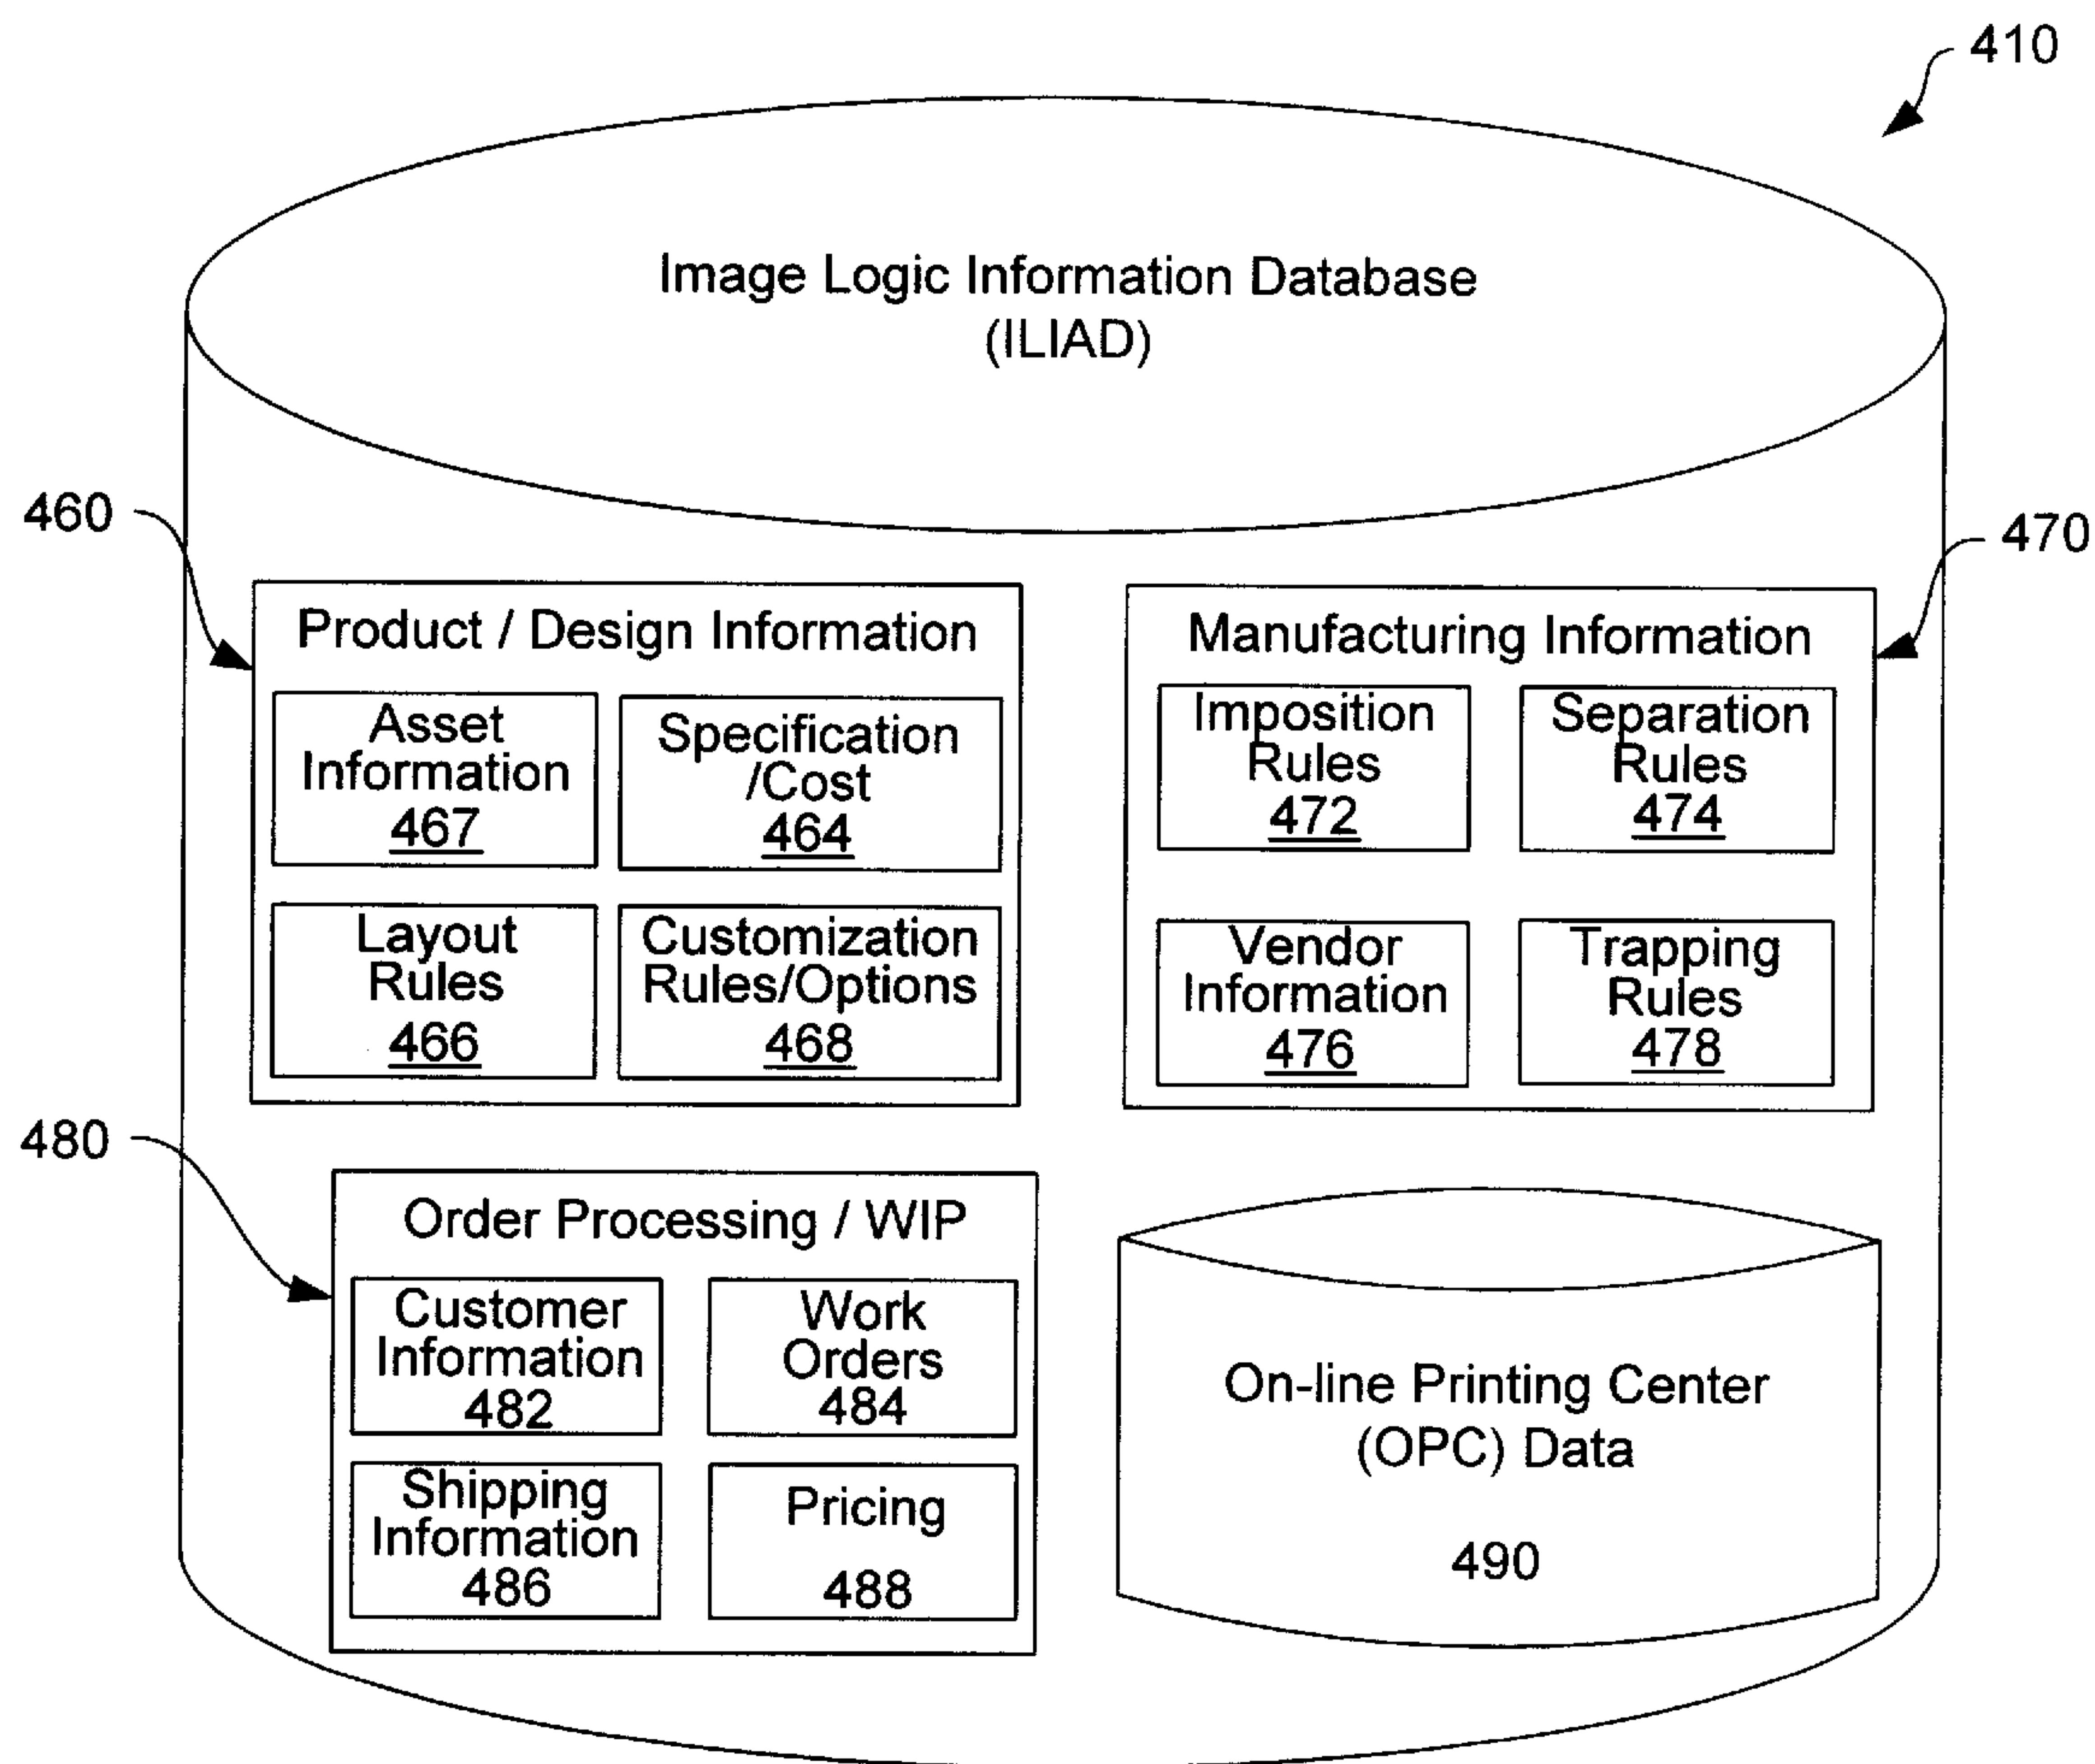 410
Image Logic Information Database
(ILIAD)
460
470
Product / Design Information
Asset
Information
467
Specification
/Cost
464
Layout
Rules
466
Customization
Rules/Options
468
Manufacturing Information
Imposition
Rules
472
Separation
Rules
474
Vendor
Information
476
Trapping
Rules
478
480
Order Processing / WIP
Customer
Information
482
Work
Orders
484
Shipping
Information
486
Pricing
488
On-line Printing Center
(OPC) Data
490